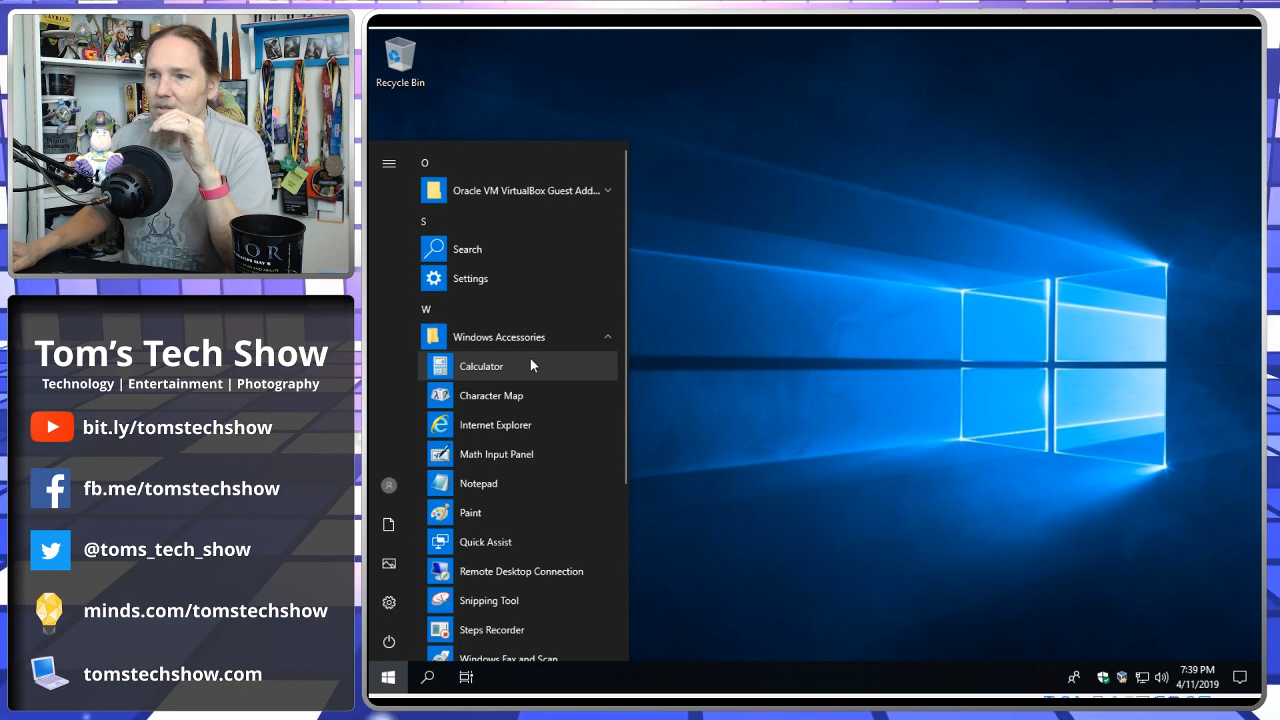 Tom's Tech Show
Technology | Entertainment | Photography
bit.ly/tomstechshow
fb.me/tomstechshow
@toms_tech_show
minds.com/tomstechshow
tomstechshow.com
Recycle Bin
O
Oracle VM VirtualBox Guest Add...
S
Search
Settings
W
Windows Accessories
Calculator
Character Map
Internet Explorer
Math Input Panel
Notepad
Paint
Quick Assist
Remote Desktop Connection
Snipping Tool
Steps Recorder
Windows Fax and Scan
7:39 PM
4/11/2019